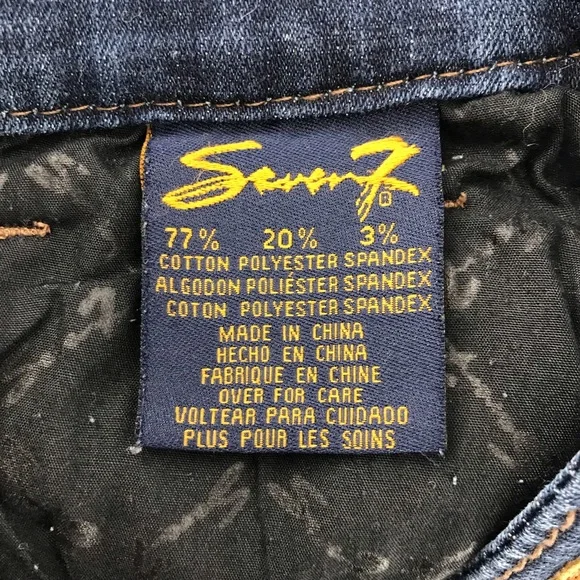 Seven7®
77% 20% 3%
COTTON POLYESTER SPANDEX
ALGODON POLIÉSTER SPANDEX
COTON POLYESTER SPANDEX
MADE IN CHINA
HECHO EN CHINA
FABRIQUE EN CHINE
OVER FOR CARE
VOLTEAR PARA CUIDADO
PLUS POUR LES SOINS